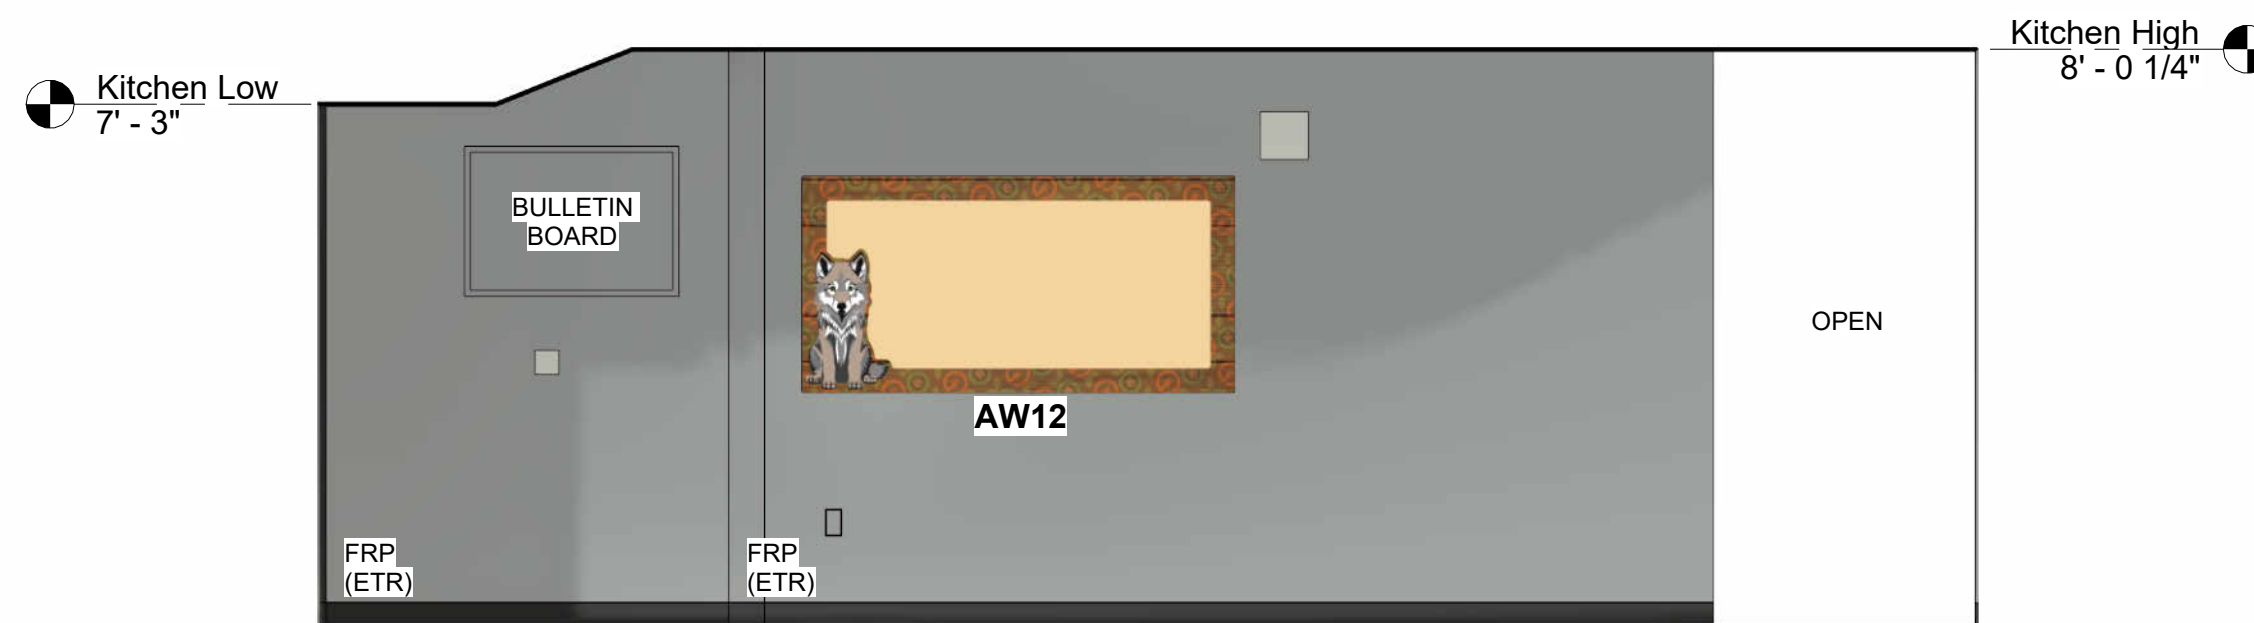 Kitchen High
8' - 0 1/4"
Kitchen Low
7' - 3"
BULLETIN
BOARD
OPEN
AW12
FRP
(ETR)
FRP
(ETR)